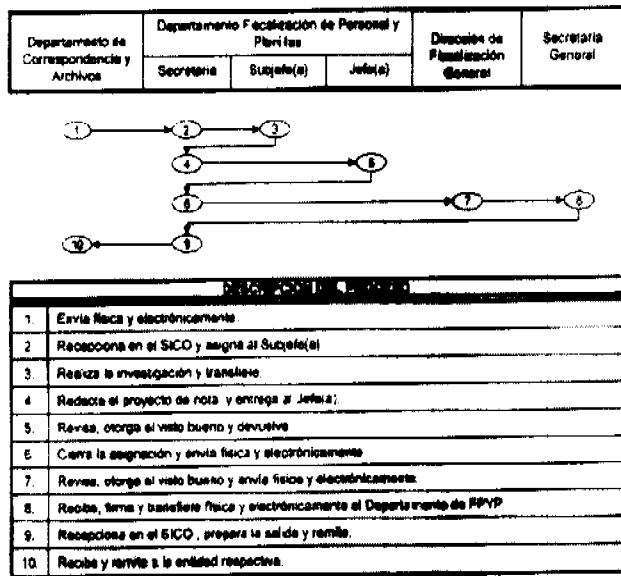 Departamento de
Correspondencia y
Archivos
Departamento Fiscalización de Personal y
Planillas
Secretaria
Subjefe(a)
Jefe(a)
Dirección de
Fiscalización
General
Secretaría
General
1
2
3
4
5
6
7
8
10
9
DESCRIPCION DEL PROCESO
1. Envía física y electrónicamente.
2 Recepciona en el SICO y asigna al Subjefe(a)
3. Realiza la investigación y transfiere.
4 Redacta el proyecto de nota y entrega al Jefe(a).
5. Revisa, otorga el visto bueno y devuelve
6 Cierra la asignación y envía física y electrónicamente
7. Revisa, otorga el visto bueno y envía física y electrónicamente.
8. Recibe, firma y transfiere física y electrónicamente al Departamento de FPYP
9. Recepciona en el SICO , prepara la salida y remite.
10. Recibe y remite a la entidad respectiva.